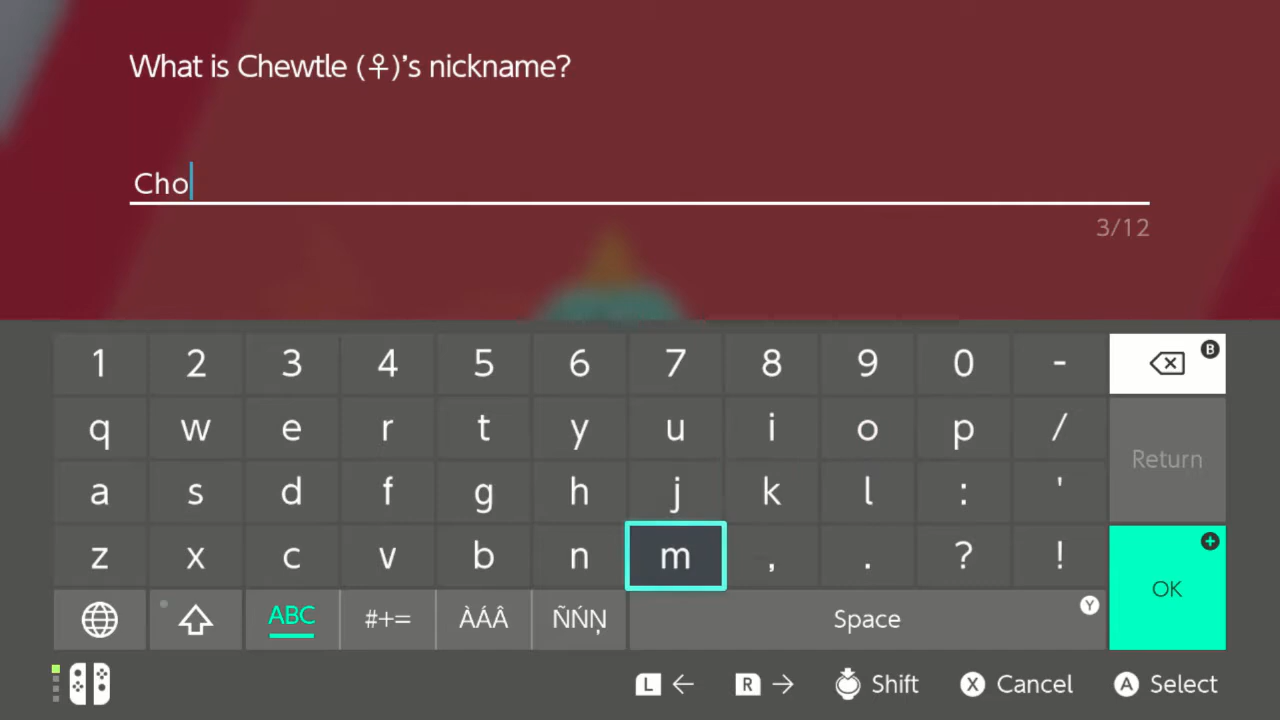 What is Chewtle (♀)'s nickname?
Cho
3/12
1 2 3 4 5 6 7 8 9 0 -
B
q w e r t y u i o p /
Return
a s d f g h j k l : '
z x c v b n m , . ? !
+
OK
ABC #+= ÀÁÂ ÑŃŅ Space Y
L ← R → Shift X Cancel A Select